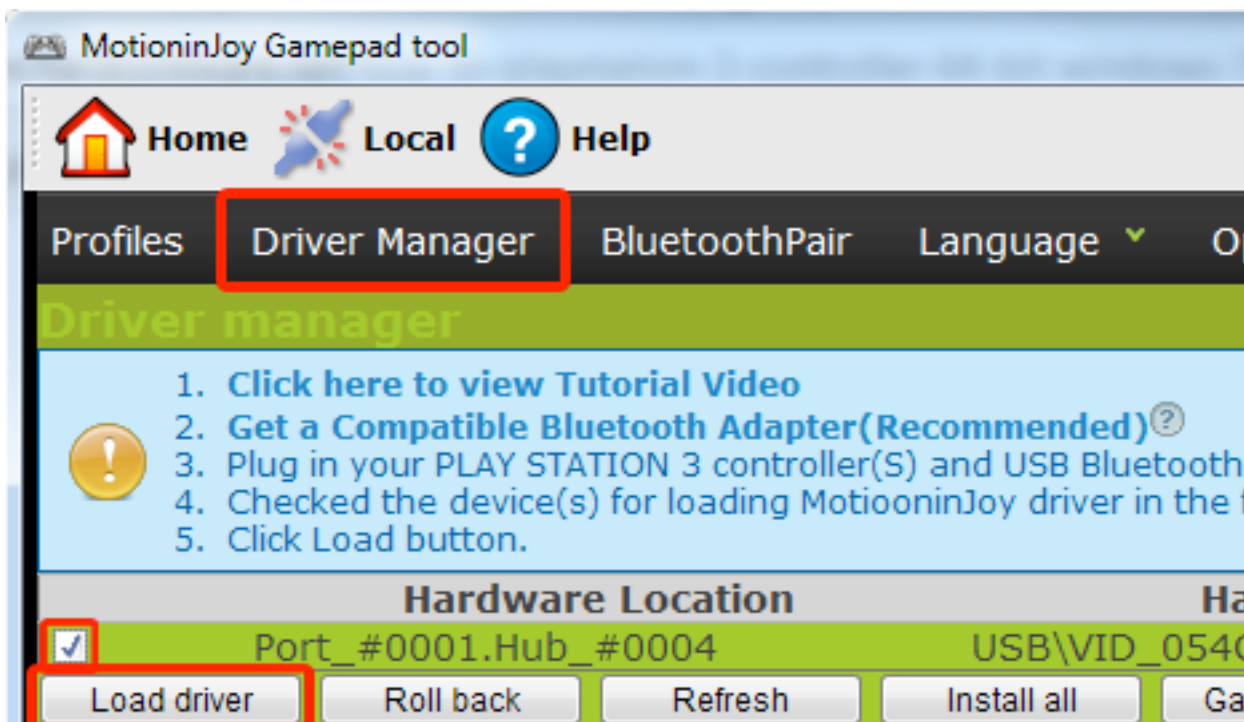 MotioninJoy Gamepad tool
Home Local ? Help
Profiles Driver Manager BluetoothPair Language
Driver manager
1. Click here to view Tutorial Video
2. Get a Compatible Bluetooth Adapter(Recommended) ?
3. Plug in your PLAY STATION 3 controller(S) and USB Bluetooth
4. Checked the device(s) for loading MotiooninJoy driver in the
5. Click Load button.
Hardware Location
Port_#0001.Hub_#0004 USB\VID_054C
Load driver Roll back Refresh Install all